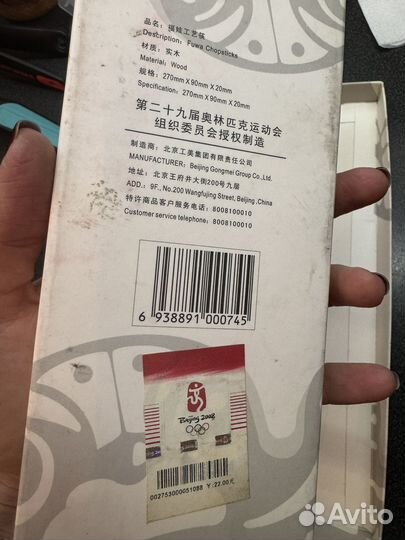 品名：福娃工艺筷
Description: Fuwa Chopsticks
材质：实木
Material: Wood
规格：270mm X 90mm X 20mm
Specification: 270mm X 90mm X 20mm
第二十九届奥林匹克运动会
组织委员会授权制造
制造商：北京工美集团有限责任公司
MANUFACTURER: Beijing Gongmei Group Co.,Ltd.
地址：北京王府井大街200号九层
ADD.: 9F., No.200 Wangfujing Street, Beijing ,China
特许商品客户服务电话：8008100010
Customer service telephone: 8008100010
6 938891 000745
Beijing 2008
002753000051088 Y:22.00元
Avito